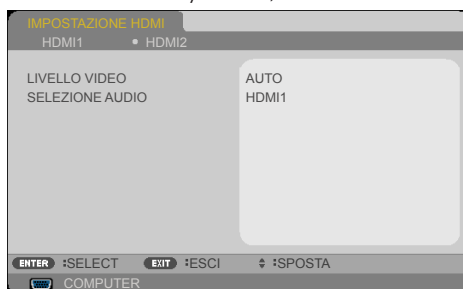 IMPOSTAZIONE HDMI
HDMI1 • HDMI2
LIVELLO VIDEO AUTO
SELEZIONE AUDIO HDMI1
ENTER :SELECT EXIT :ESCI :SPOSTA
COMPUTER